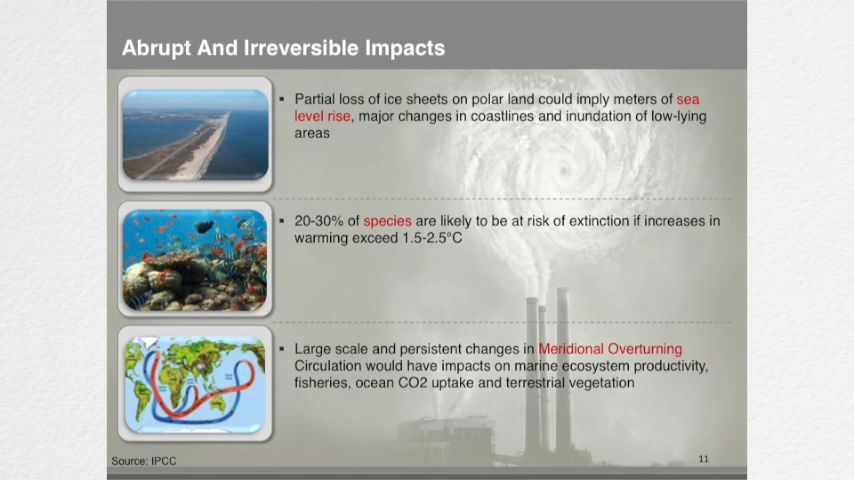 Abrupt And Irreversible Impacts
▪ Partial loss of ice sheets on polar land could imply meters of sea
level rise, major changes in coastlines and inundation of low-lying
areas
▪ 20-30% of species are likely to be at risk of extinction if increases in
warming exceed 1.5-2.5°C
▪ Large scale and persistent changes in Meridional Overturning
Circulation would have impacts on marine ecosystem productivity,
fisheries, ocean CO2 uptake and terrestrial vegetation
Source: IPCC
11